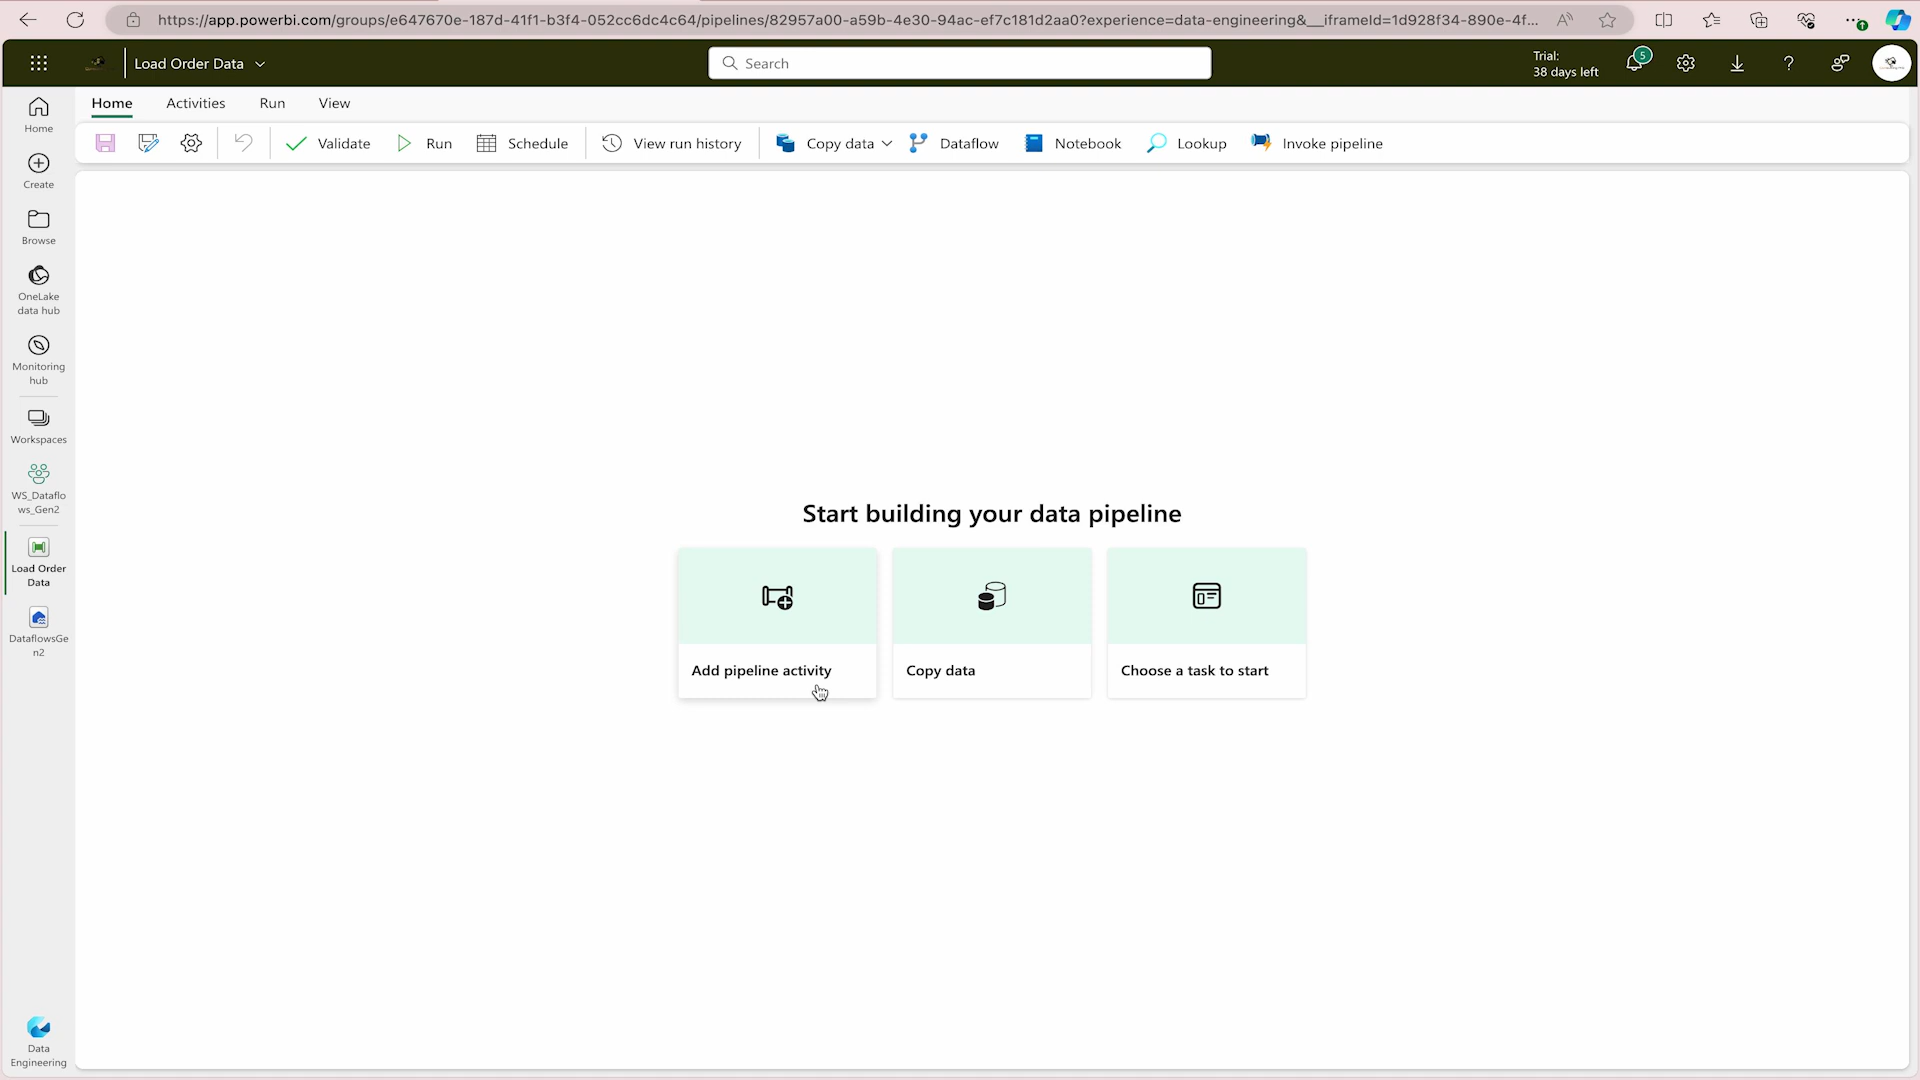 https://app.powerbi.com/groups/e647670e-187d-41f1-b3f4-052cc6dc4c64/pipelines/82957a00-a59b-4e30-94ac-ef7c181d2aa0?experience=data-engineering&__iframeId=1d928f34-890e-4f...
Load Order Data
Search
Trial:
38 days left
5
Home
Activities
Run
View
Validate
Run
Schedule
View run history
Copy data
Dataflow
Notebook
Lookup
Invoke pipeline
Home
Create
Browse
OneLake
data hub
Monitoring
hub
Workspaces
WS_Dataflo
ws_Gen2
Load Order
Data
DataflowsGe
n2
Data
Engineering
Start building your data pipeline
Add pipeline activity
Copy data
Choose a task to start